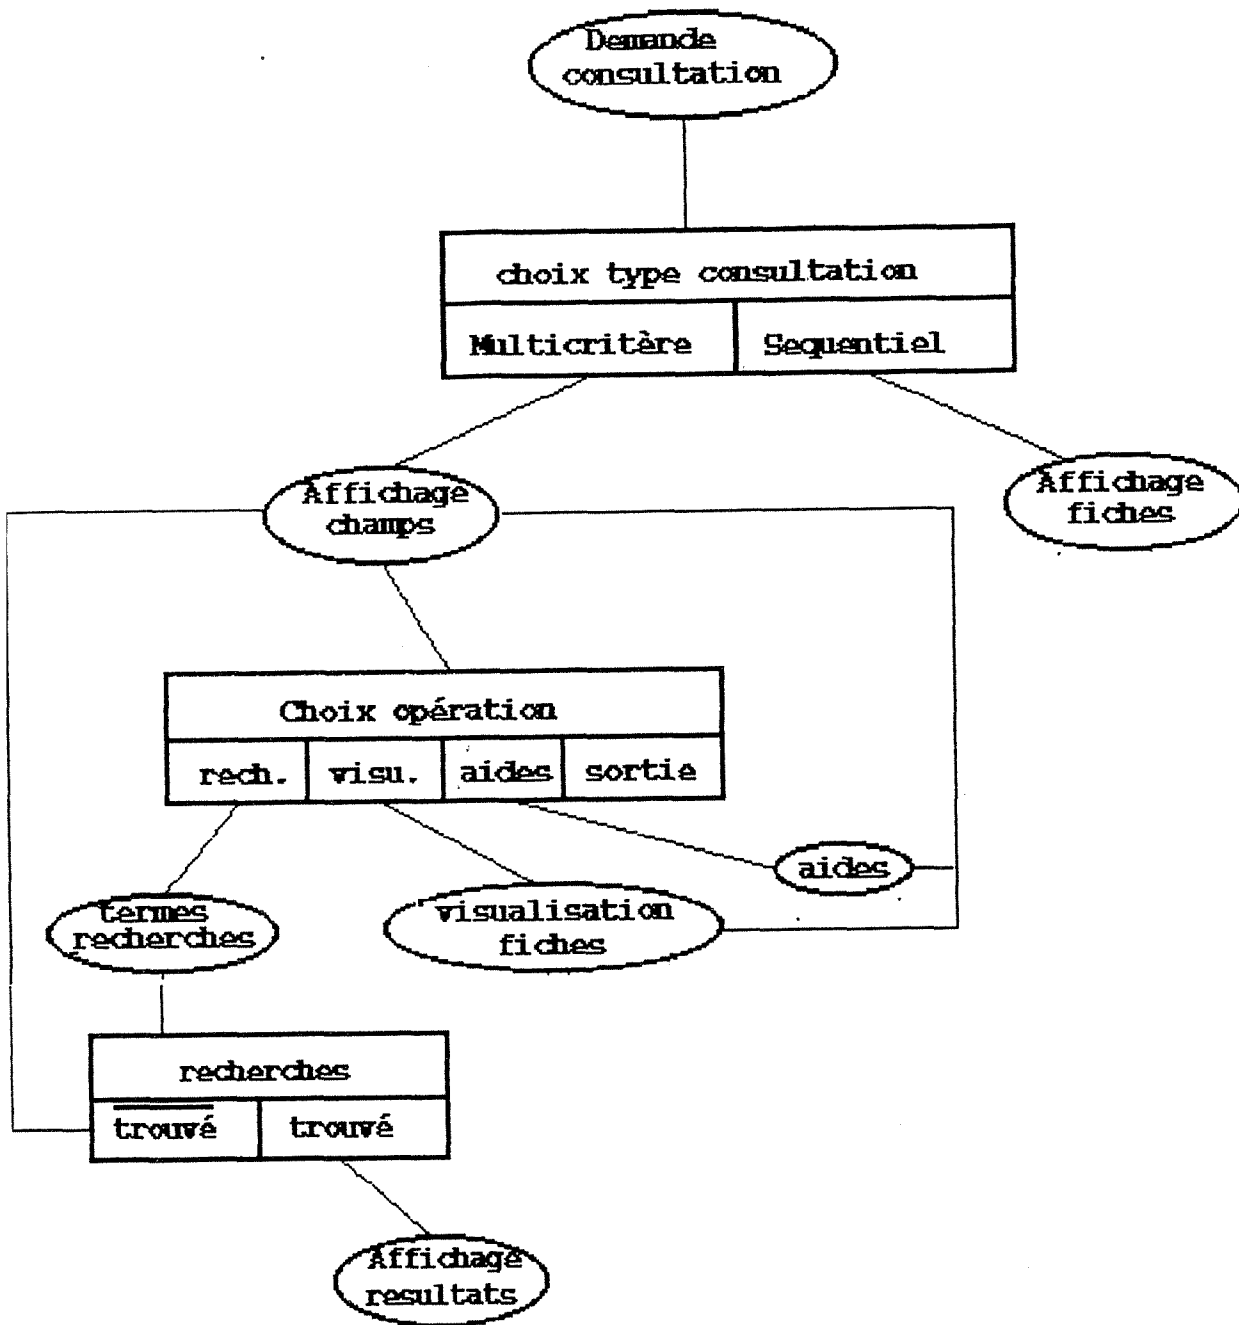 Demande
consultation
choix type consultation
Multicritère
Sequentiel
Affichage
champs
Affichage
fiches
Choix opération
rech.
visu.
aides
sortie
aides
termes
recherches
visualisation
fiches
recherches
trouvé
trouvé
Affichage
resultats